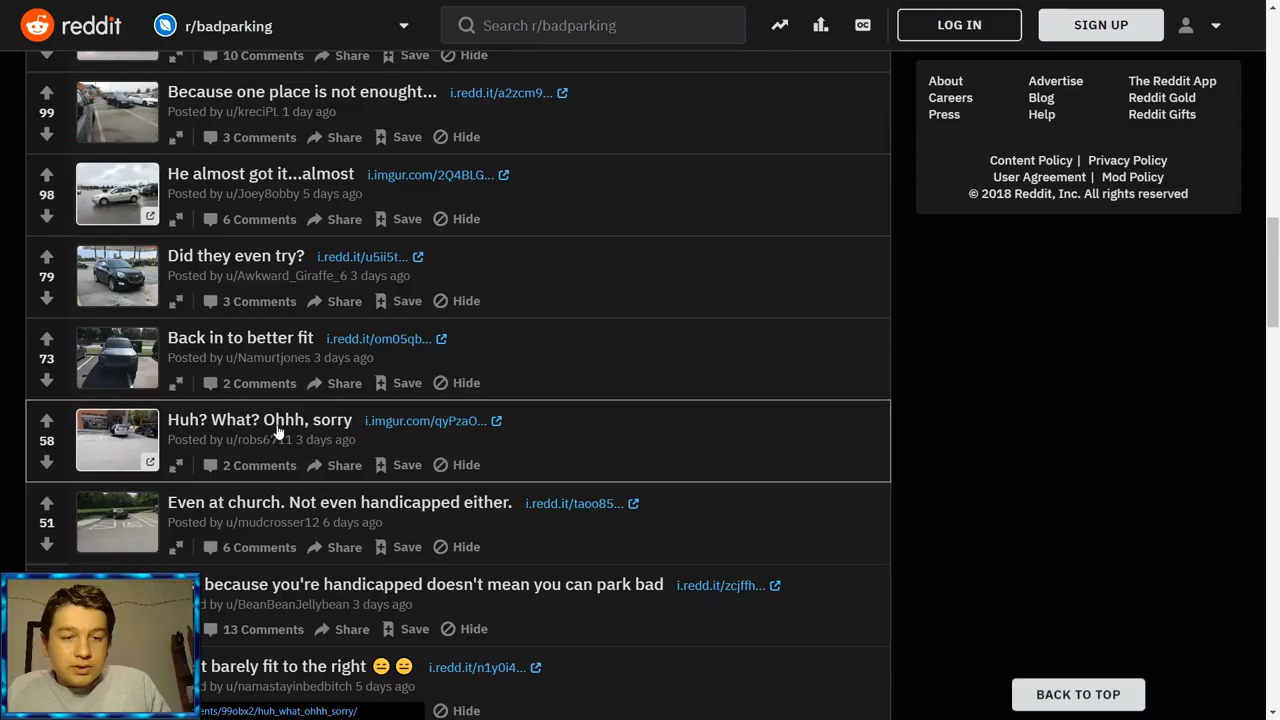 reddit r/badparking Search r/badparking CC LOG IN SIGN UP
10 Comments Share Save Hide
99 Because one place is not enought... i.redd.it/a2zcm9...
Posted by u/kreciPL 1 day ago
3 Comments Share Save Hide
98 He almost got it...almost i.imgur.com/2Q4BLG...
Posted by u/Joey8obby 5 days ago
6 Comments Share Save Hide
79 Did they even try? i.redd.it/u5ii5t...
Posted by u/Awkward_Giraffe_6 3 days ago
3 Comments Share Save Hide
73 Back in to better fit i.redd.it/om05qb...
Posted by u/Namurtjones 3 days ago
2 Comments Share Save Hide
58 Huh? What? Ohhh, sorry i.imgur.com/qyPzaO...
Posted by u/robs6711 3 days ago
2 Comments Share Save Hide
51 Even at church. Not even handicapped either. i.redd.it/taoo85...
Posted by u/mudcrosser12 6 days ago
6 Comments Share Save Hide
because you're handicapped doesn't mean you can park bad i.redd.it/zcjffh...
d by u/BeanBeanJellybean 3 days ago
13 Comments Share Save Hide
t barely fit to the right 😑 😑 i.redd.it/n1y0i4...
d by u/namastayinbedbitch 5 days ago
ents/99obx2/huh_what_ohhh_sorry/ Hide
About Advertise The Reddit App
Careers Blog Reddit Gold
Press Help Reddit Gifts
Content Policy | Privacy Policy
User Agreement | Mod Policy
© 2018 Reddit, Inc. All rights reserved
BACK TO TOP